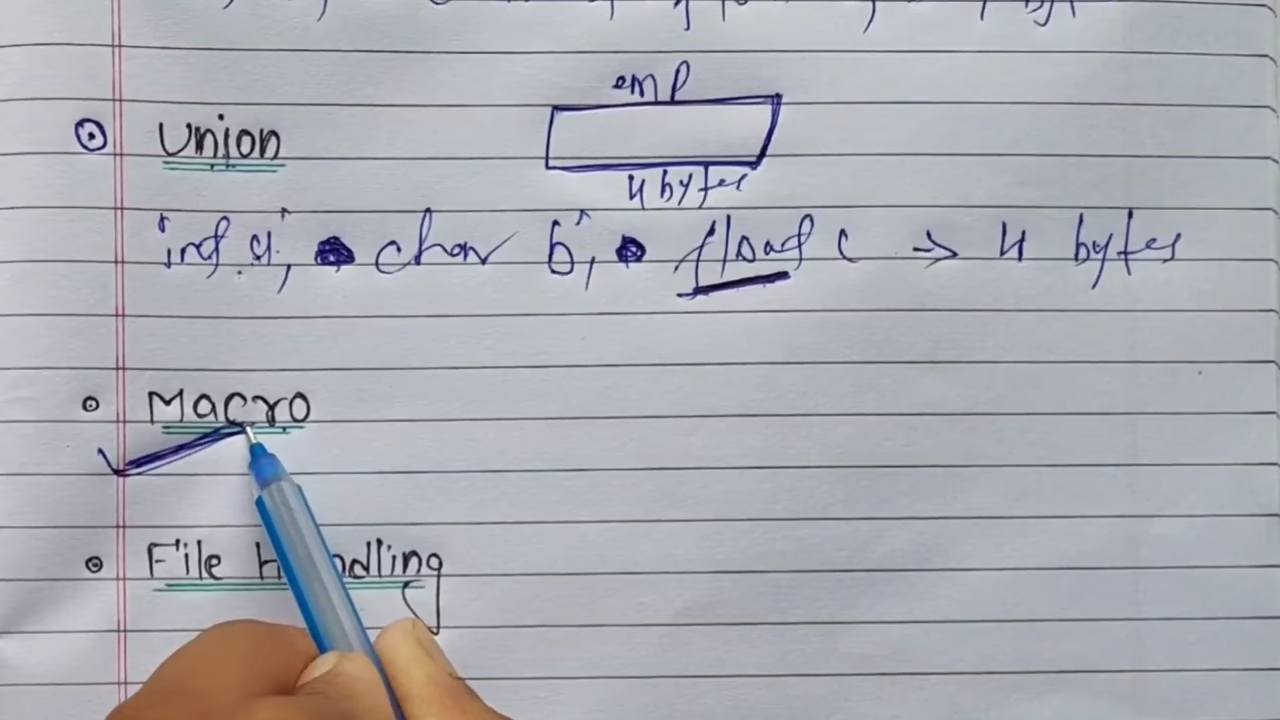 emp
Union
4 bytes
int a, char b, float c → 4 bytes
Macro
File Handling